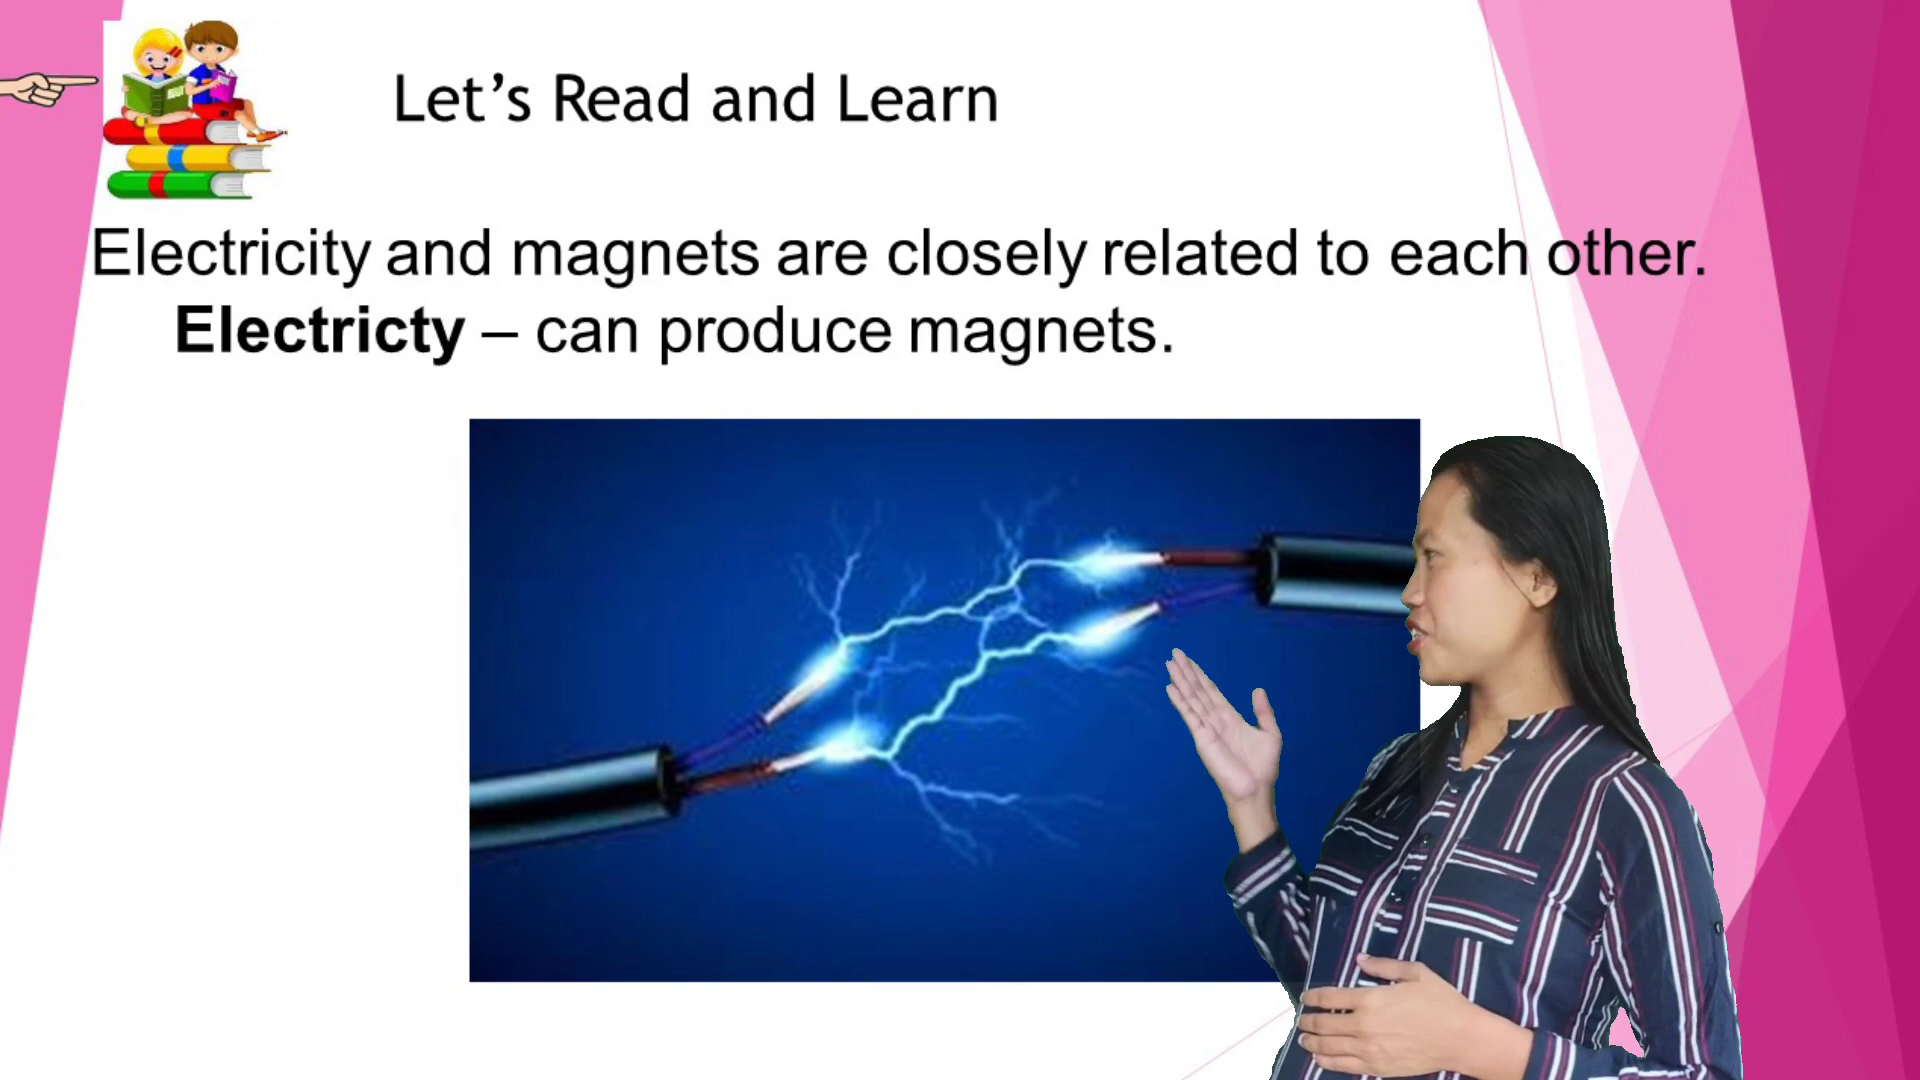 Let’s Read and Learn
Electricity and magnets are closely related to each other.
Electricty – can produce magnets.